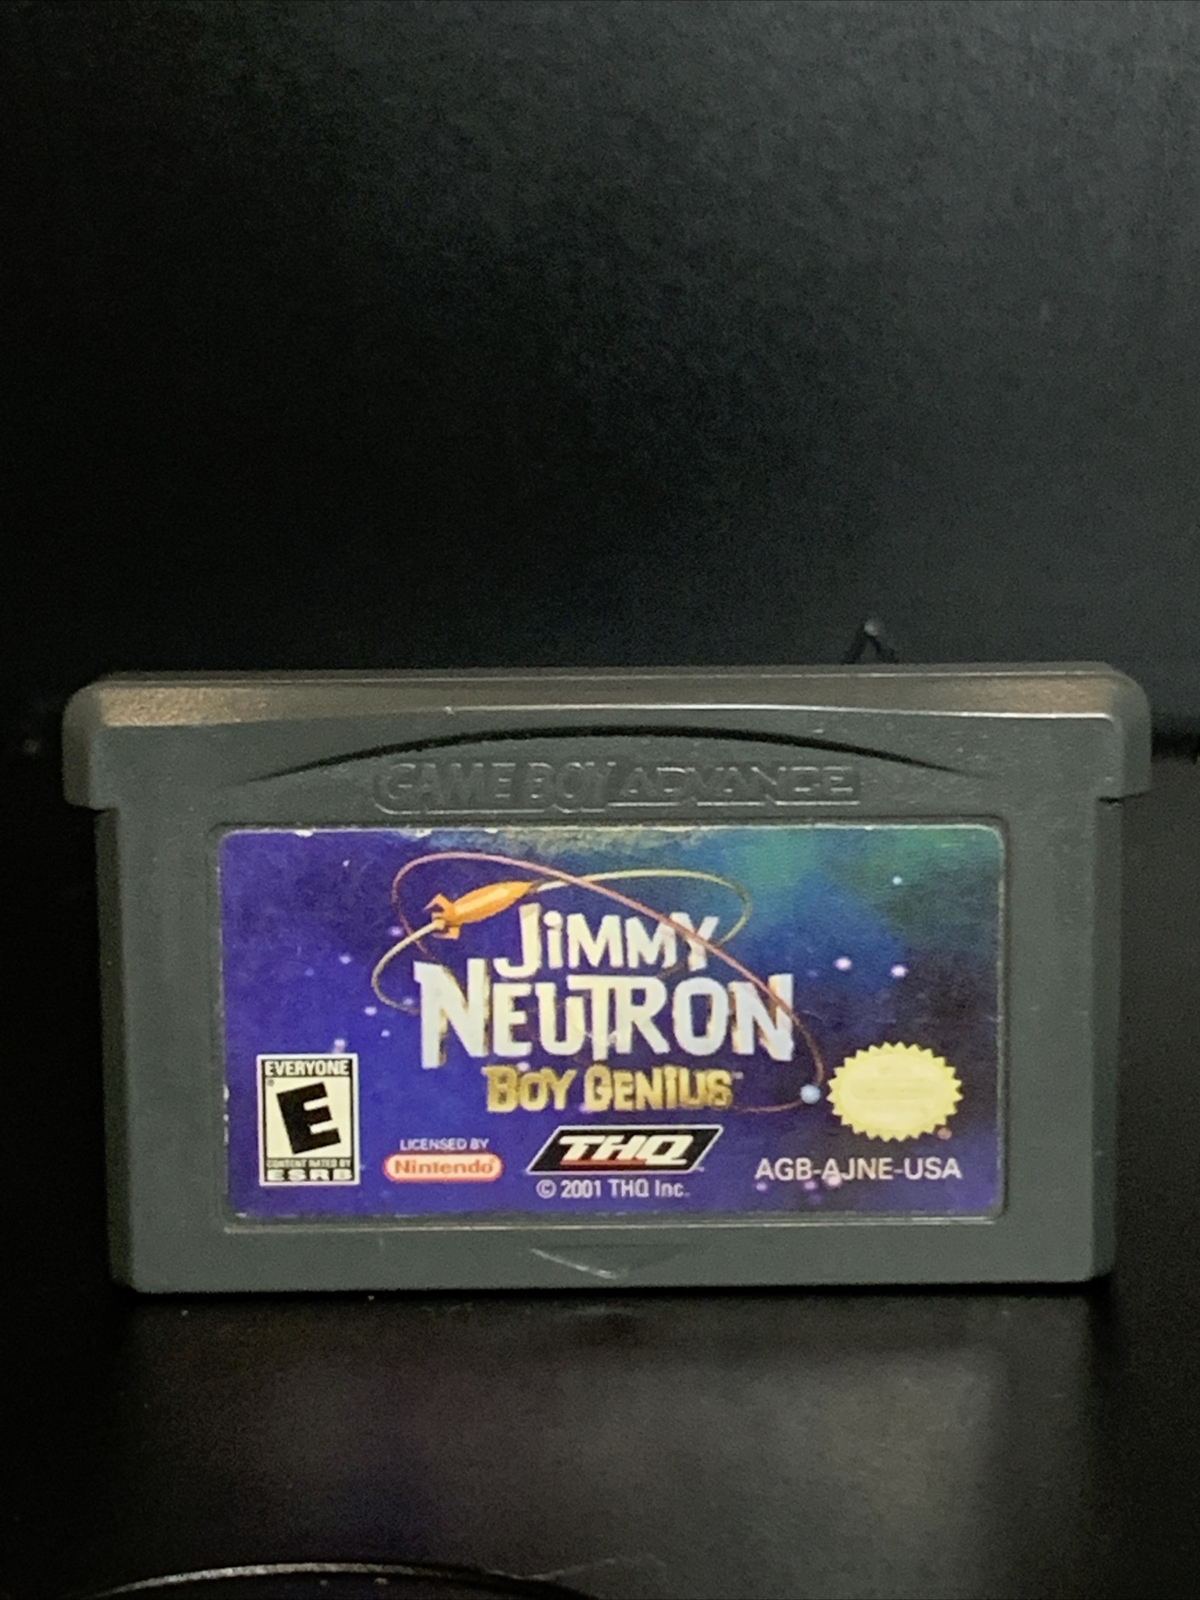 GAME BOY ADVANCE
JiMMY
NEUTRON
BOY GENIUS™
EVERYONE
E
CONTENT RATED BY
ESRB
LICENSED BY
Nintendo
THQ
© 2001 THQ Inc.
AGB-AJNE-USA